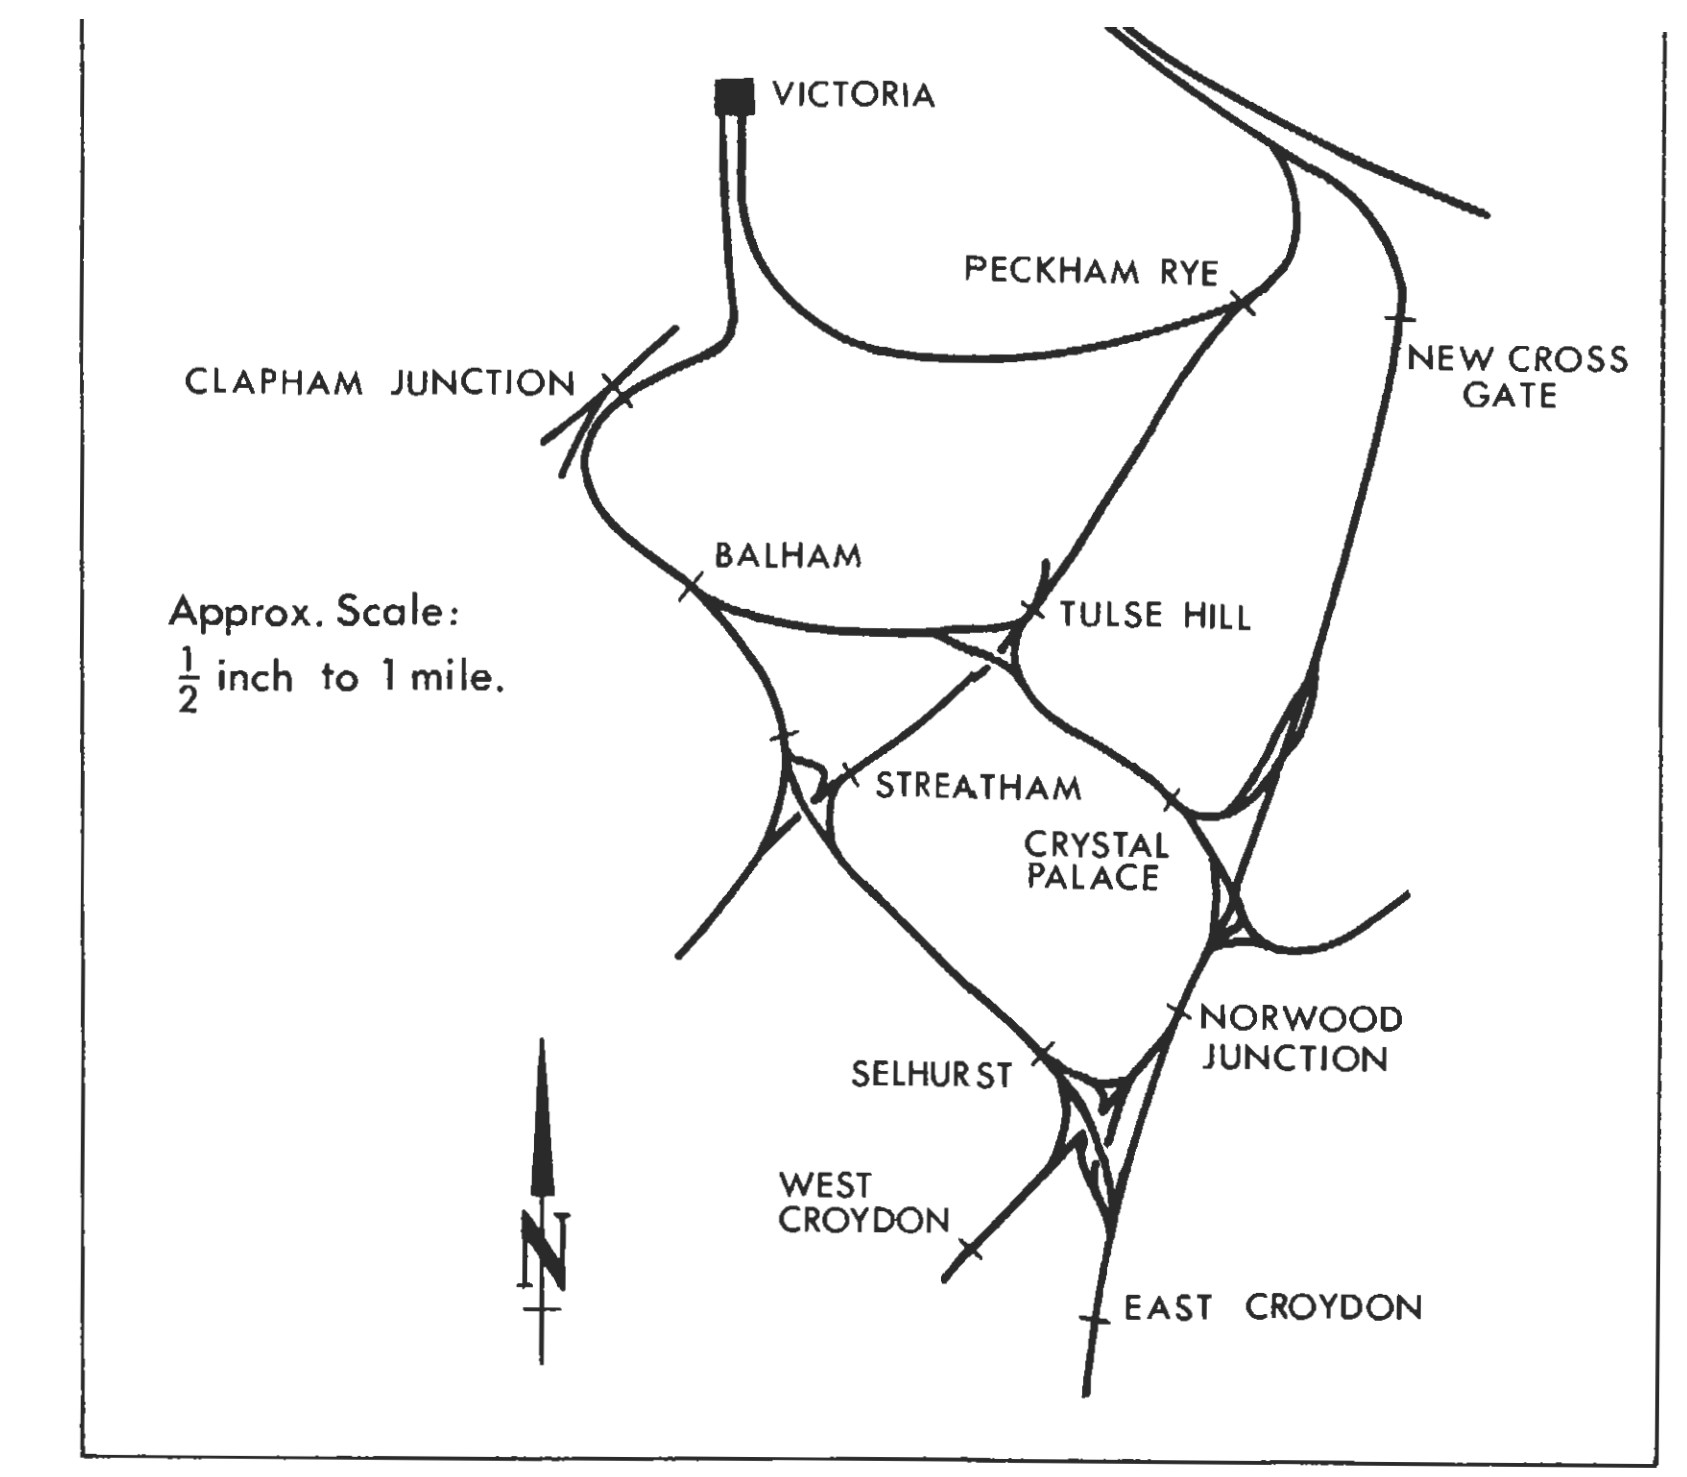 VICTORIA
PECKHAM RYE
NEW CROSS
GATE
CLAPHAM JUNCTION
BALHAM
Approx. Scale:
1/2 inch to 1 mile.
TULSE HILL
STREATHAM
CRYSTAL
PALACE
NORWOOD
JUNCTION
SELHURST
WEST
CROYDON
N
EAST CROYDON